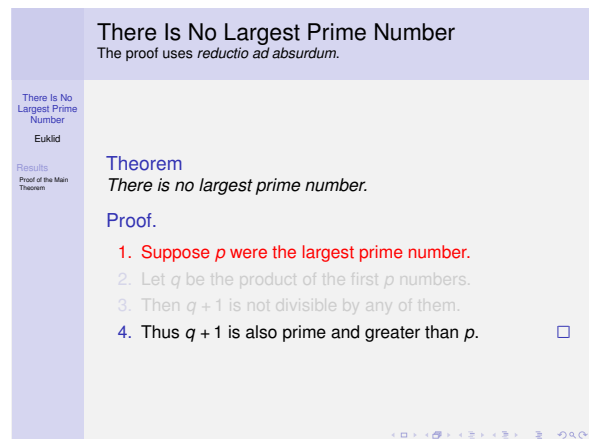 There Is No Largest Prime Number
The proof uses reductio ad absurdum.
There Is No
Largest Prime
Number
Euklid
Results
Proof of the Main
Theorem
Theorem
There is no largest prime number.
Proof.
1. Suppose p were the largest prime number.
2. Let q be the product of the first p numbers.
3. Then q + 1 is not divisible by any of them.
4. Thus q + 1 is also prime and greater than p.